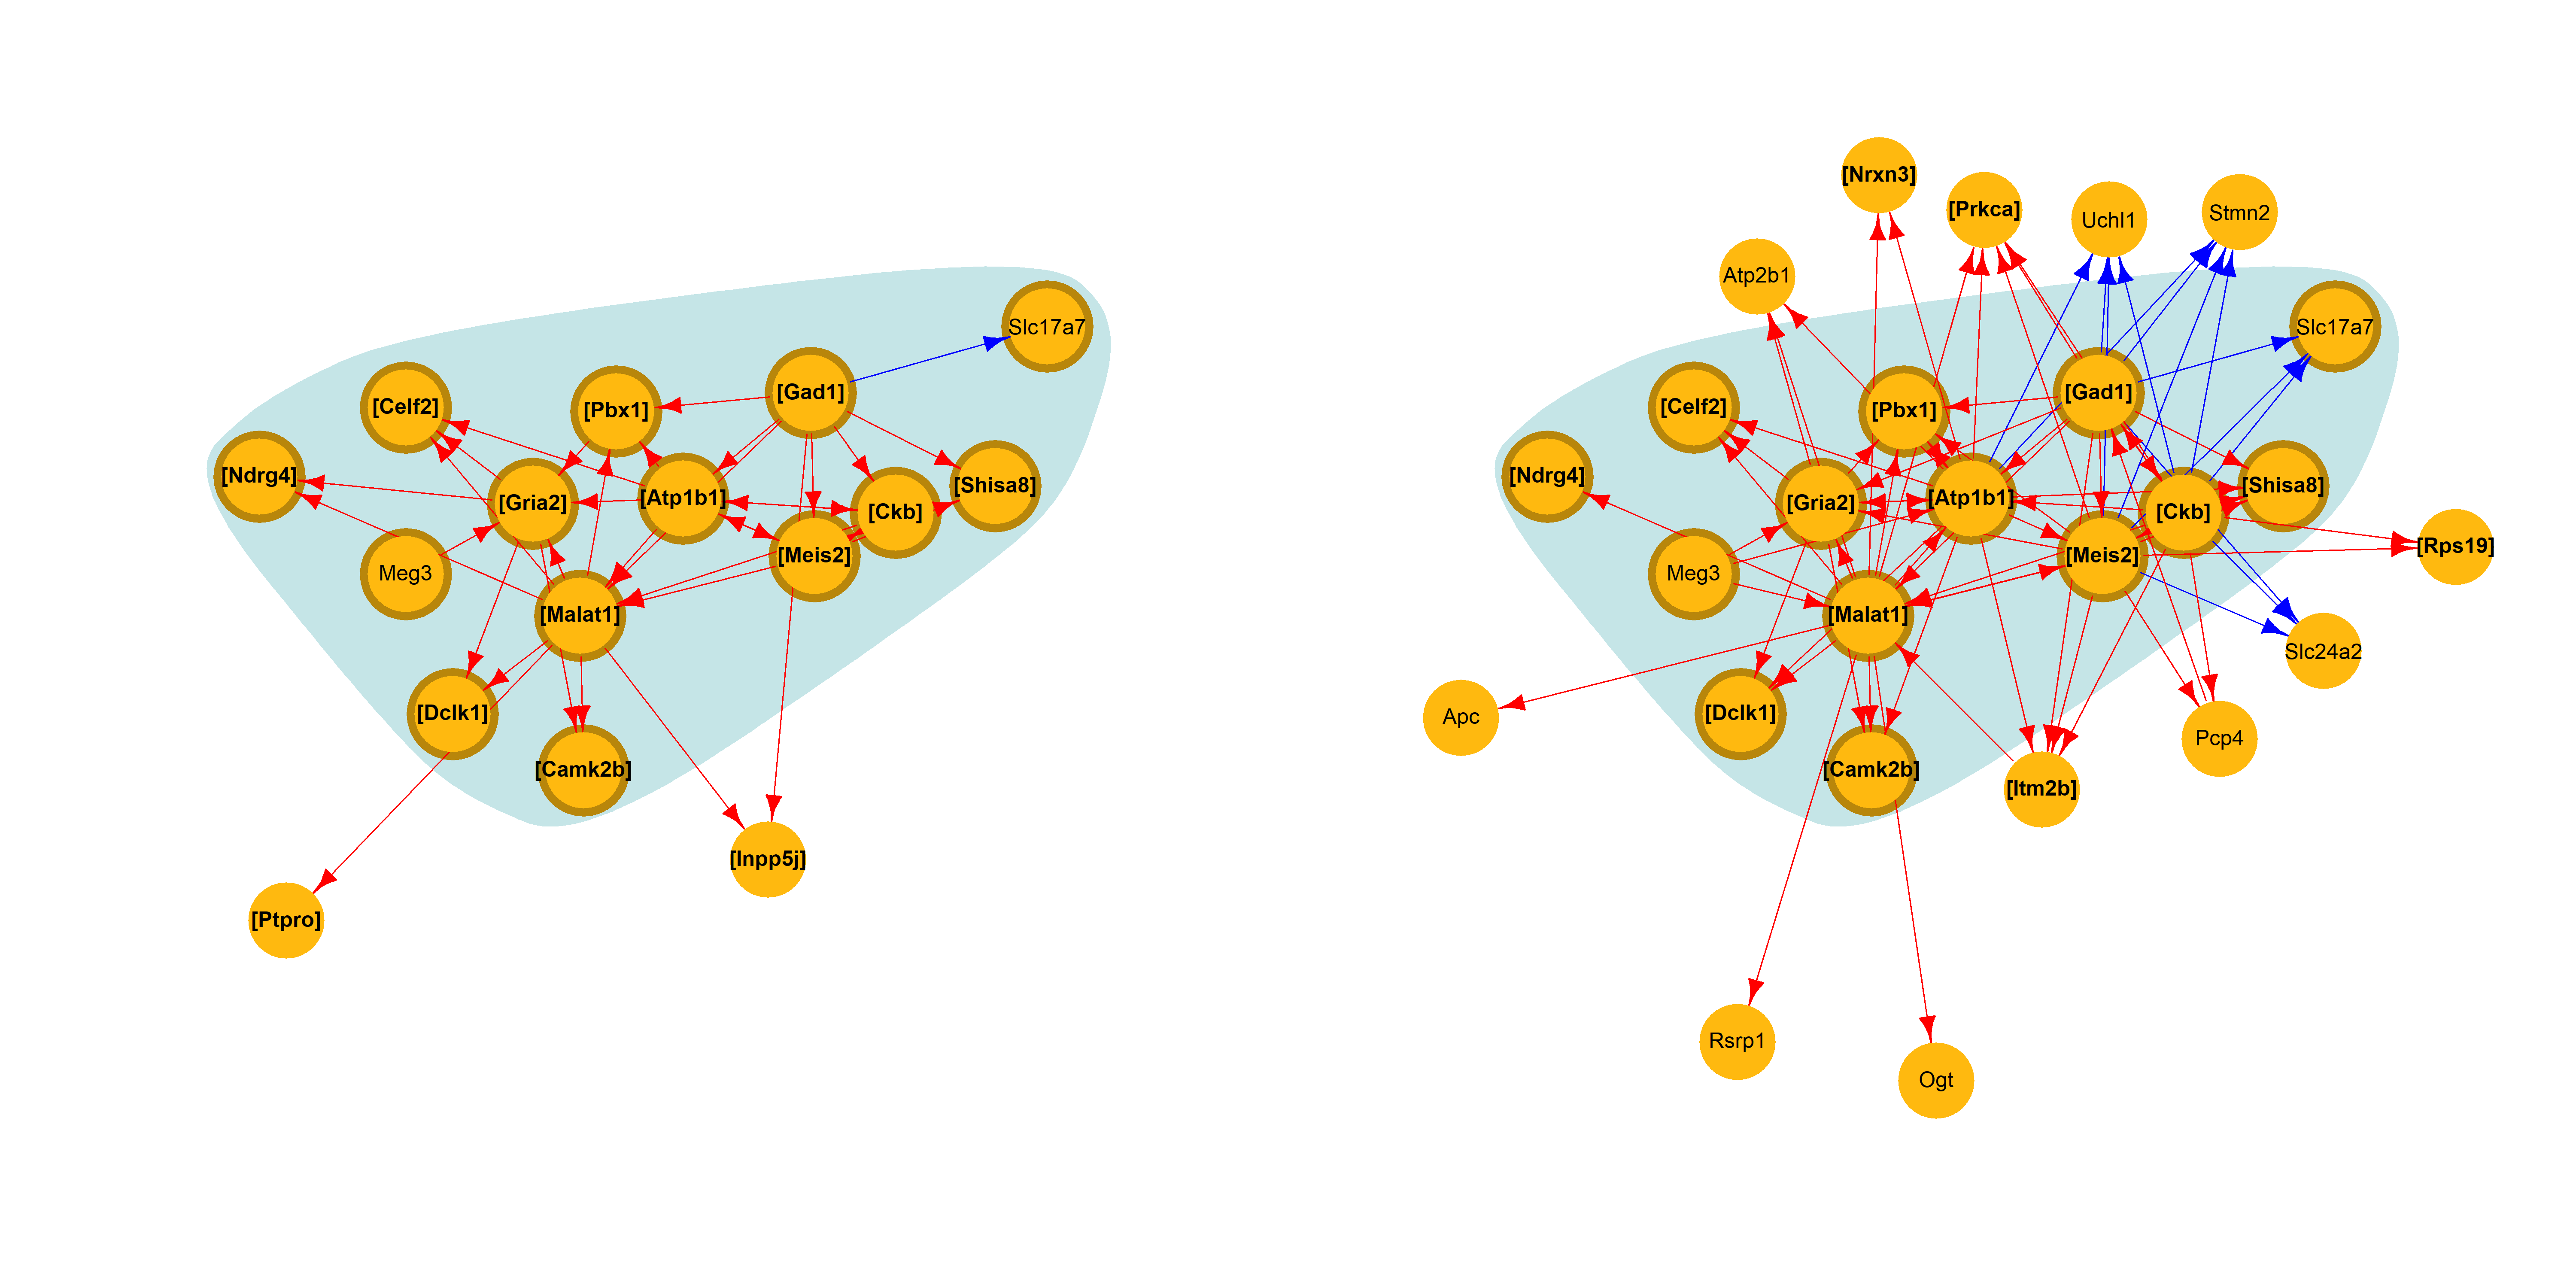 Slc17a7
[Gad1]
[Celf2]
[Pbx1]
[Ndrg4]
[Shisa8]
[Atp1b1]
[Gria2]
[Ckb]
[Meis2]
Meg3
[Malat1]
[Dclk1]
[Camk2b]
[Inpp5j]
[Ptpro]
[Nrxn3]
[Prkca]
Stmn2
Uchl1
Atp2b1
Slc17a7
[Gad1]
[Celf2]
[Pbx1]
[Ndrg4]
[Shisa8]
[Atp1b1]
[Gria2]
[Ckb]
[Rps19]
[Meis2]
Meg3
[Malat1]
Slc24a2
[Dclk1]
Apc
Pcp4
[Camk2b]
[Itm2b]
Rsrp1
Ogt